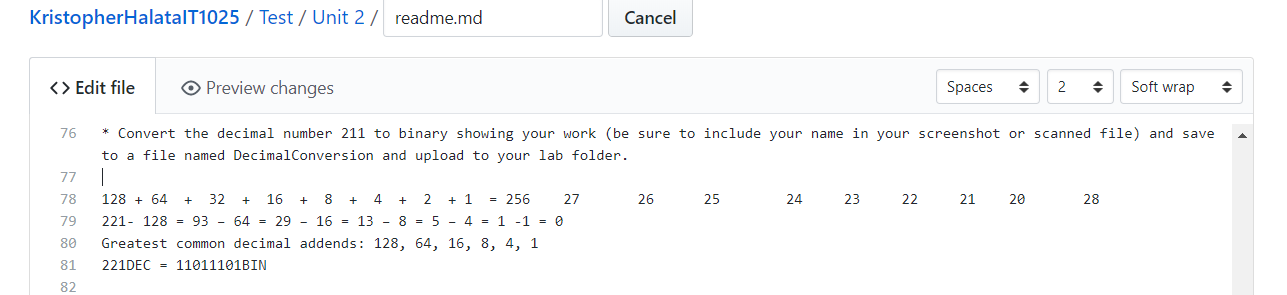 KristopherHalataIT1025 / Test / Unit 2 / readme.md Cancel
<> Edit file Preview changes Spaces 2 Soft wrap
76 * Convert the decimal number 211 to binary showing your work (be sure to include your name in your screenshot or scanned file) and save
to a file named DecimalConversion and upload to your lab folder.
77
78 128 + 64 + 32 + 16 + 8 + 4 + 2 + 1 = 256 27 26 25 24 23 22 21 20 28
79 221- 128 = 93 – 64 = 29 – 16 = 13 – 8 = 5 – 4 = 1 -1 = 0
80 Greatest common decimal addends: 128, 64, 16, 8, 4, 1
81 221DEC = 11011101BIN
82